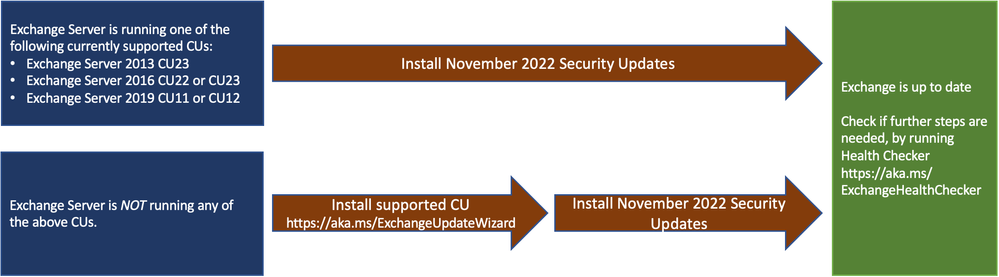 Exchange Server is running one of the
following currently supported CUs:
• Exchange Server 2013 CU23
• Exchange Server 2016 CU22 or CU23
• Exchange Server 2019 CU11 or CU12
Install November 2022 Security Updates
Exchange Server is NOT running any of
the above CUs.
Install supported CU
https://aka.ms/ExchangeUpdateWizard
Install November 2022 Security
Updates
Exchange is up to date
Check if further steps are
needed, by running
Health Checker
https://aka.ms/
ExchangeHealthChecker